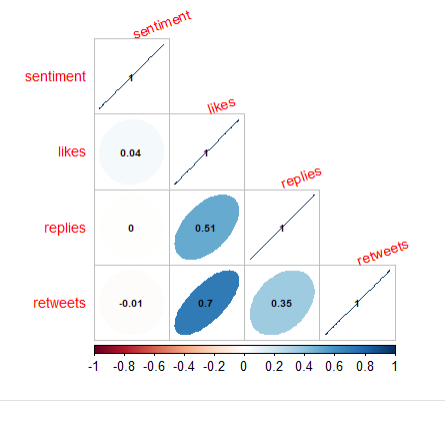 sentiment
sentiment 1
likes
likes 0.04 1
replies
replies 0 0.51 1
retweets
retweets -0.01 0.7 0.35 1
-1 -0.8 -0.6 -0.4 -0.2 0 0.2 0.4 0.6 0.8 1